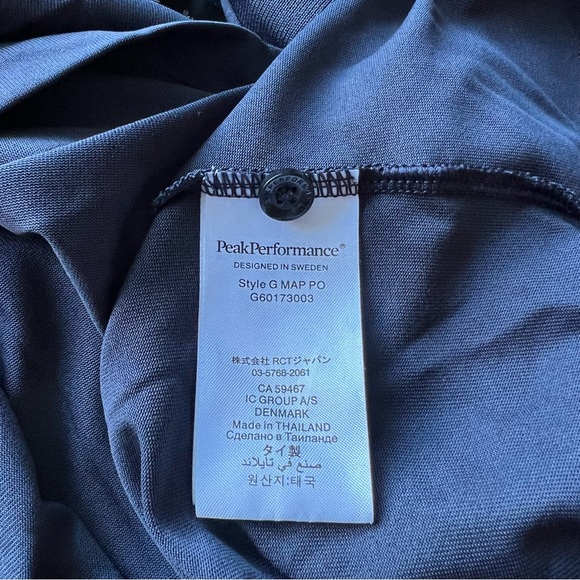 PeakPerformance®
DESIGNED IN SWEDEN
Style G MAP PO
G60173003
株式会社 RCTジャパン
03-5768-2061
CA 59467
IC GROUP A/S
DENMARK
Made in THAILAND
Сделано в Таиланде
タイ製
صنع في تايلاند
원산지:태국